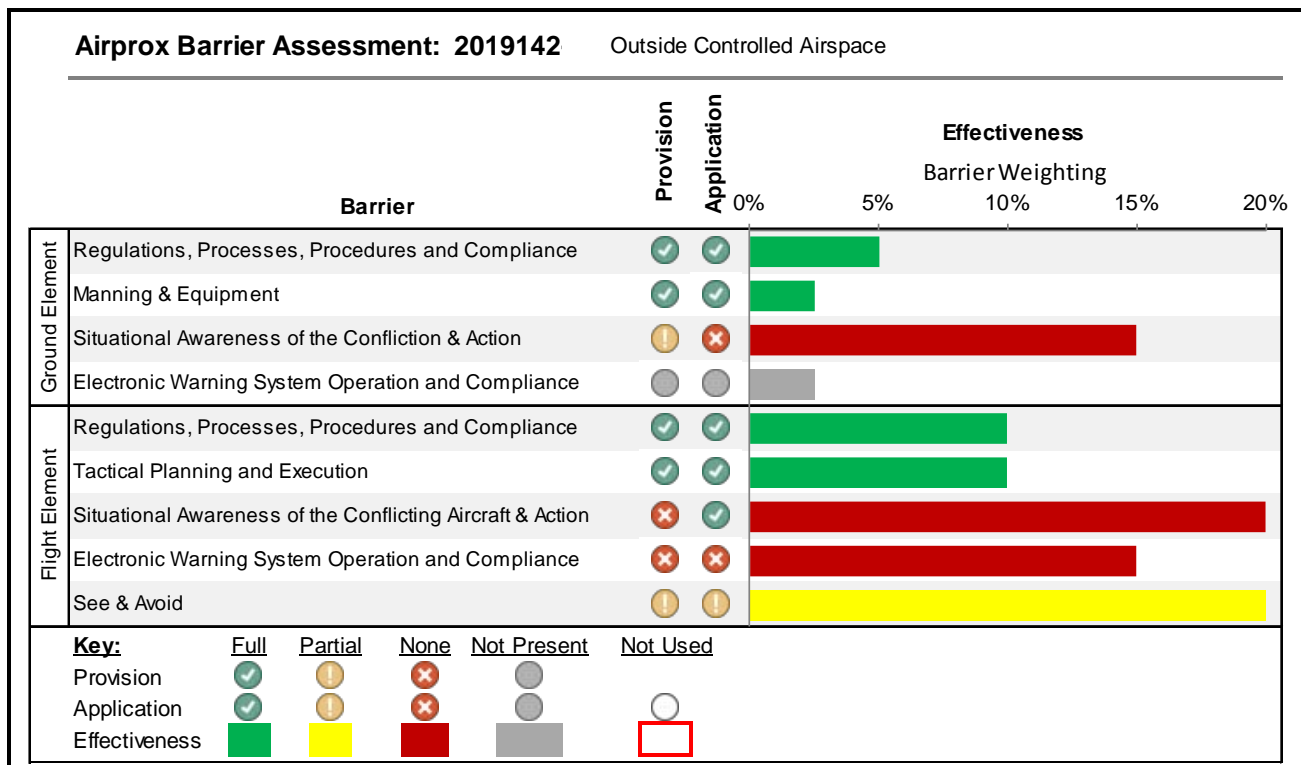 Airprox Barrier Assessment: 2019142 Outside Controlled Airspace
Provision
Application
Effectiveness
Barrier Weighting
Barrier
0% 5% 10% 15% 20%
Ground Element
Regulations, Processes, Procedures and Compliance
Manning & Equipment
Situational Awareness of the Confliction & Action
Electronic Warning System Operation and Compliance
Flight Element
Regulations, Processes, Procedures and Compliance
Tactical Planning and Execution
Situational Awareness of the Conflicting Aircraft & Action
Electronic Warning System Operation and Compliance
See & Avoid
Key: Full Partial None Not Present Not Used
Provision
Application
Effectiveness